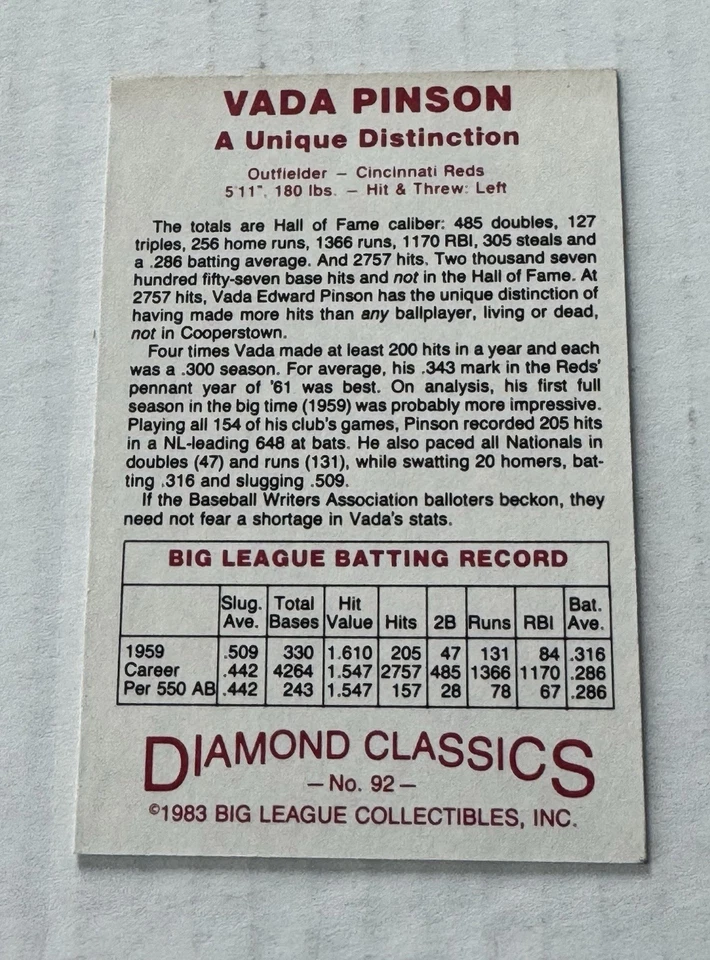 VADA PINSON
A Unique Distinction
Outfielder – Cincinnati Reds
5'11", 180 lbs. – Hit & Threw: Left
The totals are Hall of Fame caliber: 485 doubles, 127
triples, 256 home runs, 1366 runs, 1170 RBI, 305 steals and
a .286 batting average. And 2757 hits. Two thousand seven
hundred fifty-seven base hits and not in the Hall of Fame. At
2757 hits, Vada Edward Pinson has the unique distinction of
having made more hits than any ballplayer, living or dead,
not in Cooperstown.
Four times Vada made at least 200 hits in a year and each
was a .300 season. For average, his .343 mark in the Reds'
pennant year of '61 was best. On analysis, his first full
season in the big time (1959) was probably more impressive.
Playing all 154 of his club's games, Pinson recorded 205 hits
in a NL-leading 648 at bats. He also paced all Nationals in
doubles (47) and runs (131), while swatting 20 homers, bat-
ting .316 and slugging .509.
If the Baseball Writers Association balloters beckon, they
need not fear a shortage in Vada's stats.
BIG LEAGUE BATTING RECORD
Slug. Total Hit Bat.
Ave. Bases Value Hits 2B Runs RBI Ave.
1959 .509 330 1.610 205 47 131 84 .316
Career .442 4264 1.547 2757 485 1366 1170 .286
Per 550 AB .442 243 1.547 157 28 78 67 .286
DIAMOND CLASSICS
– No. 92 –
©1983 BIG LEAGUE COLLECTIBLES, INC.